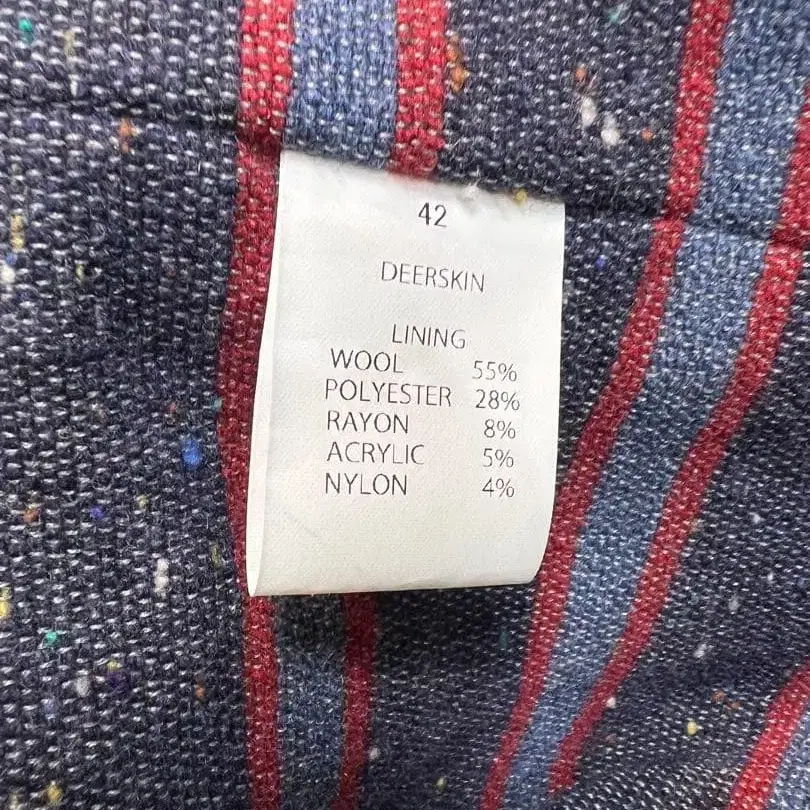 42
DEERSKIN
LINING
WOOL 55%
POLYESTER 28%
RAYON 8%
ACRYLIC 5%
NYLON 4%